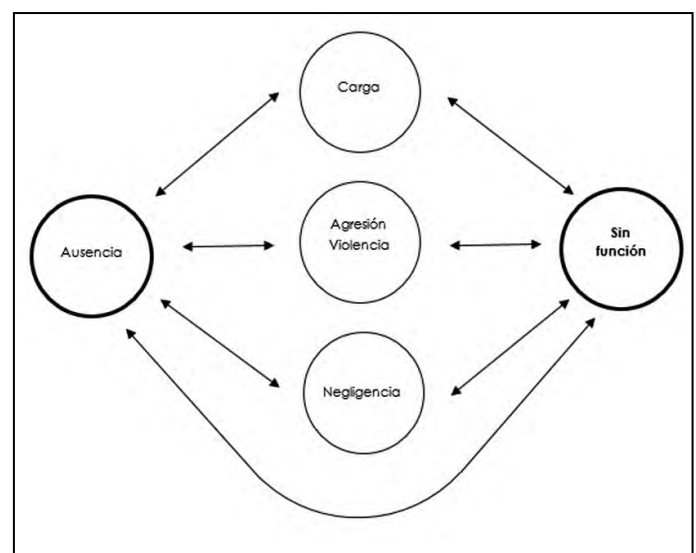 Carga
Ausencia
Agresión
Violencia
Sin
función
Negligencia